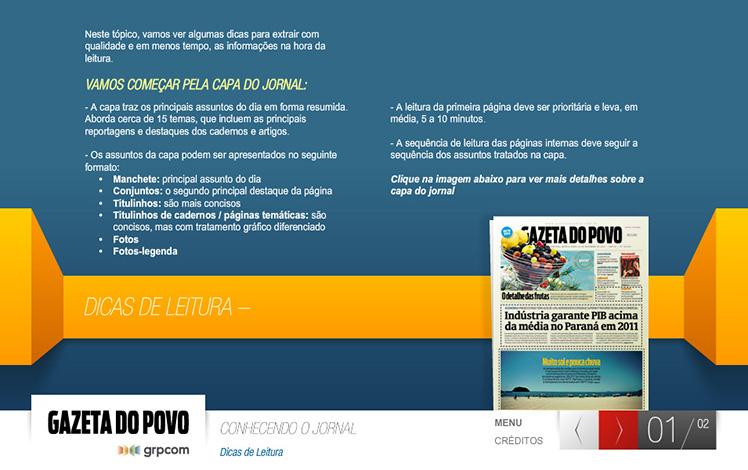 Neste tópico, vamos ver algumas dicas para extrair com
qualidade e em menos tempo, as informações na hora da
leitura.
VAMOS COMEÇAR PELA CAPA DO JORNAL:
- A capa traz os principais assuntos do dia em forma resumida.
Aborda cerca de 15 temas, que incluem as principais
reportagens e destaques dos cadernos e artigos.
- Os assuntos da capa podem ser apresentados no seguinte
formato:
• Manchete: principal assunto do dia
• Conjuntos: o segundo principal destaque da página
• Titulinhos: são mais concisos
• Titulinhos de cadernos / páginas temáticas: são
concisos, mas com tratamento gráfico diferenciado
• Fotos
• Fotos-legenda
- A leitura da primeira página deve ser prioritária e leva, em
média, 5 a 10 minutos.
- A sequência de leitura das páginas internas deve seguir a
sequência dos assuntos tratados na capa.
Clique na imagem abaixo para ver mais detalhes sobre a
capa do jornal
GAZETA DO POVO
O detalhe das frutas
Indústria garante PIB acima
da média no Paraná em 2011
Muito sol e pouca chuva
DICAS DE LEITURA –
GAZETA DO POVO
grpcom
CONHECENDO O JORNAL
Dicas de Leitura
MENU
CRÉDITOS
01 / 02